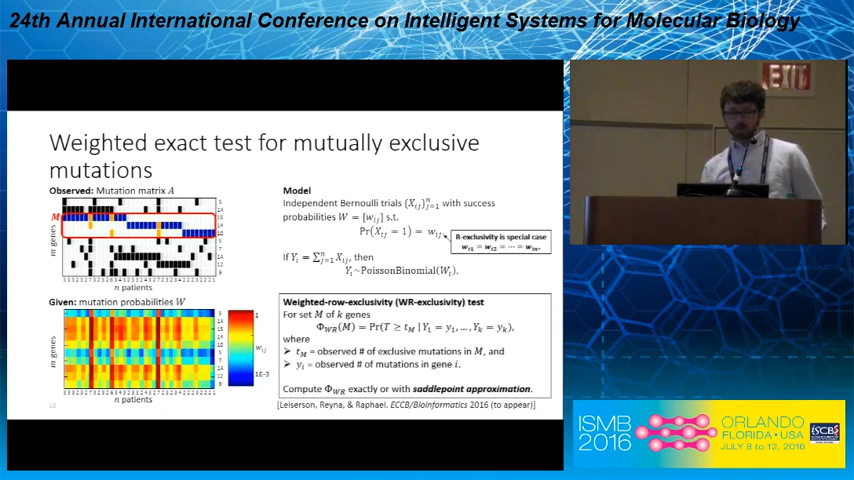 24th Annual International Conference on Intelligent Systems for Molecular Biology
EXIT
Weighted exact test for mutually exclusive
mutations
Observed: Mutation matrix A
M
m genes
n patients
Given: mutation probabilities W
m genes
1
w_ij
1E-3
n patients
Model
Independent Bernoulli trials {X_ij}_{j=1}^n with success
probabilities W = [w_ij] s.t.
Pr(X_ij = 1) = w_ij
R-exclusivity is special case
w_i1 = w_i2 = ⋯ = w_in.
If Y_i = ∑_{j=1}^n X_ij, then
Y_i~PoissonBinomial(W_i).
Weighted-row-exclusivity (WR-exclusivity) test
For set M of k genes
Φ_WR(M) = Pr(T ≥ t_M | Y_1 = y_1, …, Y_k = y_k),
where
➢ t_M = observed # of exclusive mutations in M, and
➢ y_i = observed # of mutations in gene i.
Compute Φ_WR exactly or with saddlepoint approximation.
[Leiserson, Reyna, & Raphael. ECCB/Bioinformatics 2016 (to appear)]
ISMB
2016
ORLANDO
FLORIDA • USA
JULY 8 to 12, 2016
ISCB